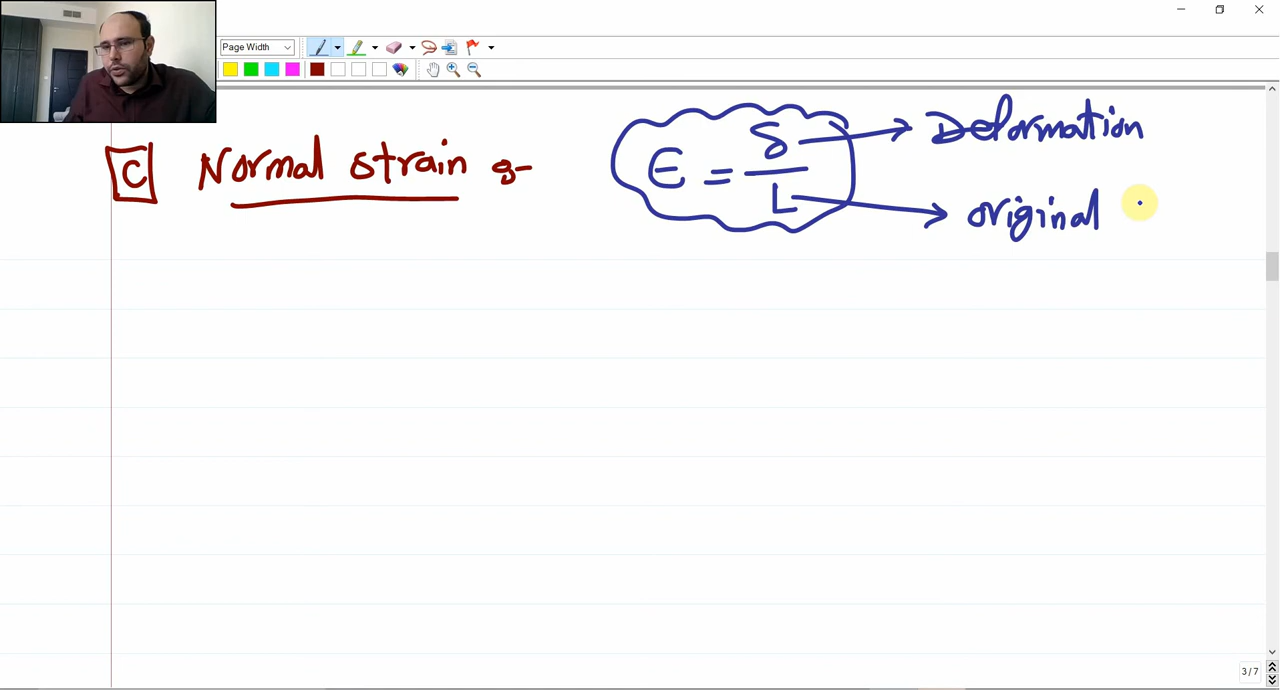 Page Width
C Normal strain :-
ϵ = δ / L
Deformation
original
3 / 7